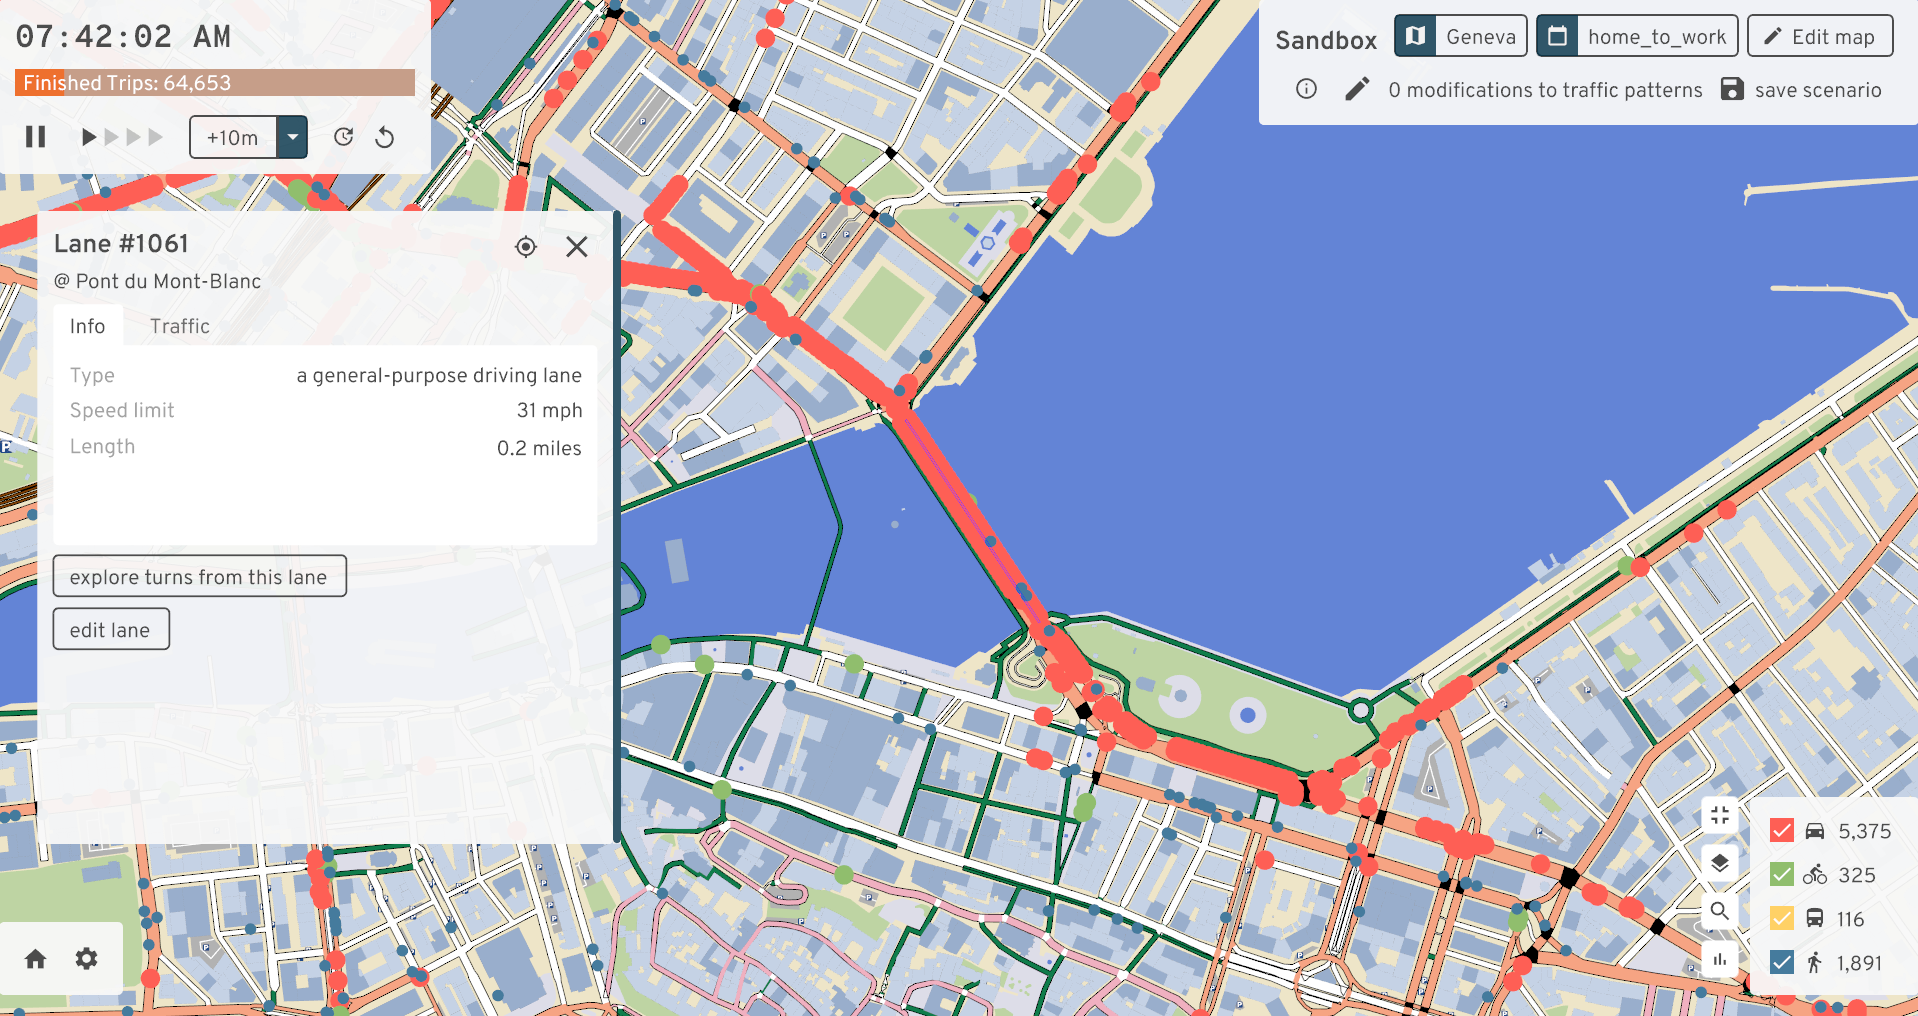 07:42:02 AM
Finished Trips: 64,653
+10m
Sandbox
Geneva
home_to_work
Edit map
0 modifications to traffic patterns
save scenario
Lane #1061
@ Pont du Mont-Blanc
Info
Traffic
Type
a general-purpose driving lane
Speed limit
31 mph
Length
0.2 miles
explore turns from this lane
edit lane
5,375
325
116
1,891